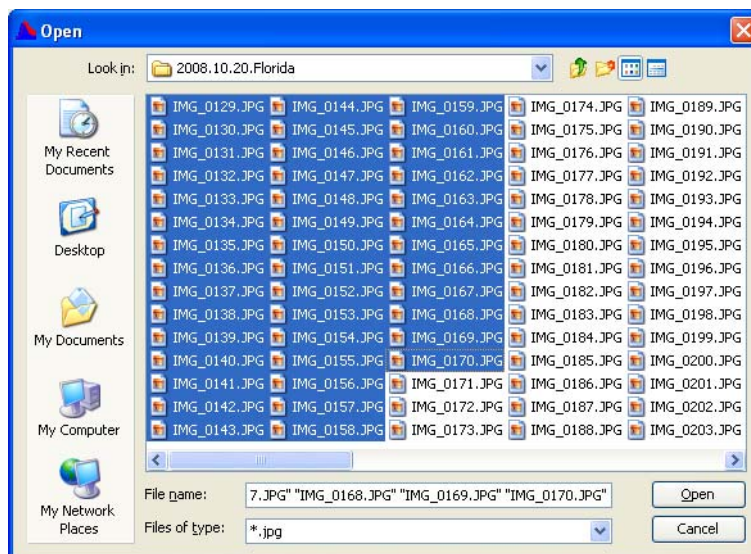 Open
Look in: 2008.10.20.Florida
My Recent
Documents
Desktop
My Documents
My Computer
My Network
Places
IMG_0129.JPG IMG_0144.JPG IMG_0159.JPG IMG_0174.JPG IMG_0189.JPG
IMG_0130.JPG IMG_0145.JPG IMG_0160.JPG IMG_0175.JPG IMG_0190.JPG
IMG_0131.JPG IMG_0146.JPG IMG_0161.JPG IMG_0176.JPG IMG_0191.JPG
IMG_0132.JPG IMG_0147.JPG IMG_0162.JPG IMG_0177.JPG IMG_0192.JPG
IMG_0133.JPG IMG_0148.JPG IMG_0163.JPG IMG_0178.JPG IMG_0193.JPG
IMG_0134.JPG IMG_0149.JPG IMG_0164.JPG IMG_0179.JPG IMG_0194.JPG
IMG_0135.JPG IMG_0150.JPG IMG_0165.JPG IMG_0180.JPG IMG_0195.JPG
IMG_0136.JPG IMG_0151.JPG IMG_0166.JPG IMG_0181.JPG IMG_0196.JPG
IMG_0137.JPG IMG_0152.JPG IMG_0167.JPG IMG_0182.JPG IMG_0197.JPG
IMG_0138.JPG IMG_0153.JPG IMG_0168.JPG IMG_0183.JPG IMG_0198.JPG
IMG_0139.JPG IMG_0154.JPG IMG_0169.JPG IMG_0184.JPG IMG_0199.JPG
IMG_0140.JPG IMG_0155.JPG IMG_0170.JPG IMG_0185.JPG IMG_0200.JPG
IMG_0141.JPG IMG_0156.JPG IMG_0171.JPG IMG_0186.JPG IMG_0201.JPG
IMG_0142.JPG IMG_0157.JPG IMG_0172.JPG IMG_0187.JPG IMG_0202.JPG
IMG_0143.JPG IMG_0158.JPG IMG_0173.JPG IMG_0188.JPG IMG_0203.JPG
File name: 7.JPG" "IMG_0168.JPG" "IMG_0169.JPG" "IMG_0170.JPG" Open
Files of type: *.jpg Cancel